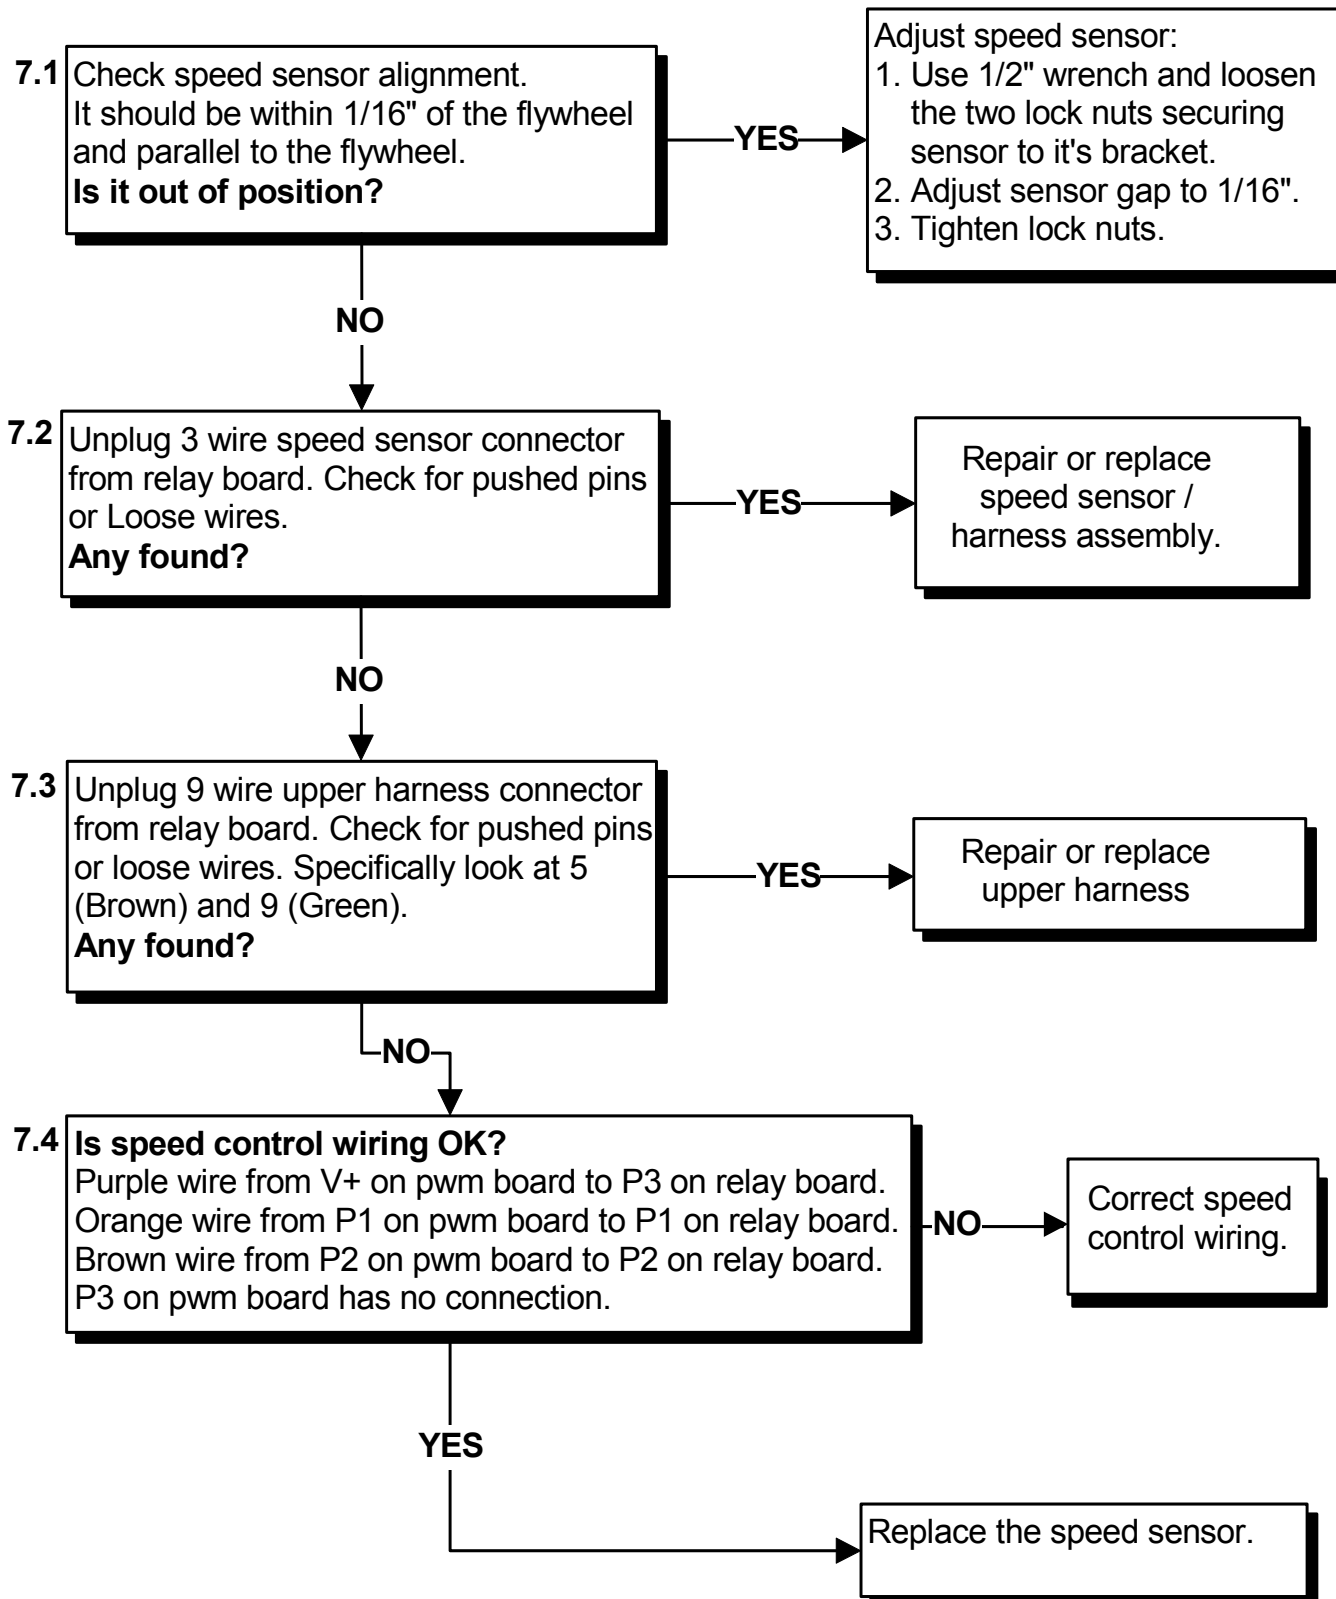 7.1
Check speed sensor alignment.
It should be within 1/16" of the flywheel
and parallel to the flywheel.
Is it out of position?
YES
Adjust speed sensor:
1. Use 1/2" wrench and loosen
the two lock nuts securing
sensor to it's bracket.
2. Adjust sensor gap to 1/16".
3. Tighten lock nuts.
NO
7.2
Unplug 3 wire speed sensor connector
from relay board. Check for pushed pins
or Loose wires.
Any found?
YES
Repair or replace
speed sensor /
harness assembly.
NO
7.3
Unplug 9 wire upper harness connector
from relay board. Check for pushed pins
or loose wires. Specifically look at 5
(Brown) and 9 (Green).
Any found?
YES
Repair or replace
upper harness
NO
7.4
Is speed control wiring OK?
Purple wire from V+ on pwm board to P3 on relay board.
Orange wire from P1 on pwm board to P1 on relay board.
Brown wire from P2 on pwm board to P2 on relay board.
P3 on pwm board has no connection.
NO
Correct speed
control wiring.
YES
Replace the speed sensor.